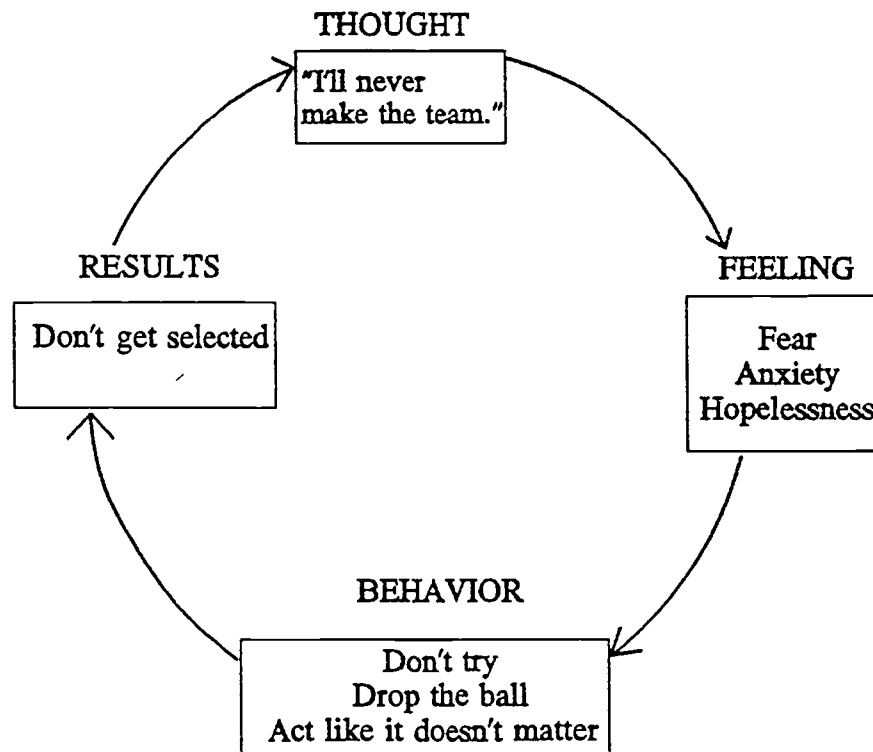 THOUGHT
"I'll never
make the team."
FEELING
Fear
Anxiety
Hopelessness
BEHAVIOR
Don't try
Drop the ball
Act like it doesn't matter
RESULTS
Don't get selected